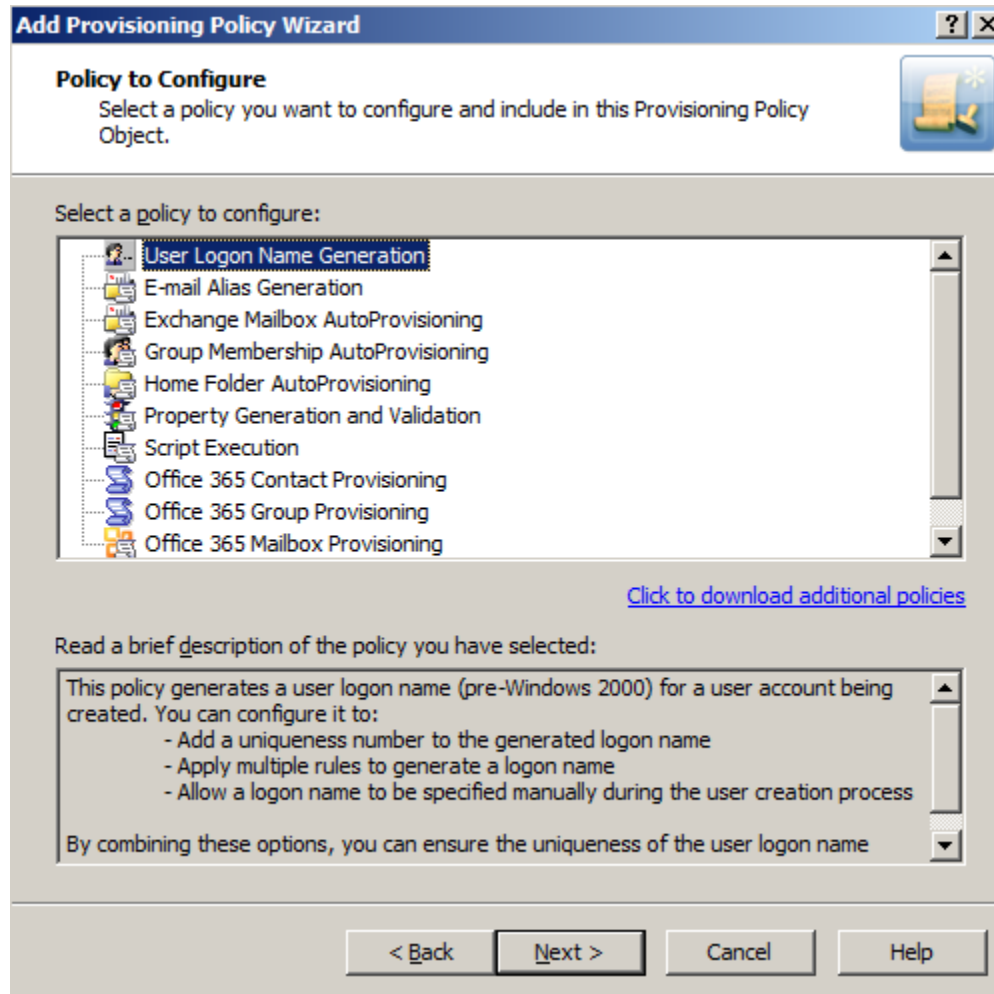 Add Provisioning Policy Wizard
Policy to Configure
Select a policy you want to configure and include in this Provisioning Policy
Object.
Select a policy to configure:
User Logon Name Generation
E-mail Alias Generation
Exchange Mailbox AutoProvisioning
Group Membership AutoProvisioning
Home Folder AutoProvisioning
Property Generation and Validation
Script Execution
Office 365 Contact Provisioning
Office 365 Group Provisioning
Office 365 Mailbox Provisioning
Click to download additional policies
Read a brief description of the policy you have selected:
This policy generates a user logon name (pre-Windows 2000) for a user account being
created. You can configure it to:
- Add a uniqueness number to the generated logon name
- Apply multiple rules to generate a logon name
- Allow a logon name to be specified manually during the user creation process
By combining these options, you can ensure the uniqueness of the user logon name
< Back Next > Cancel Help